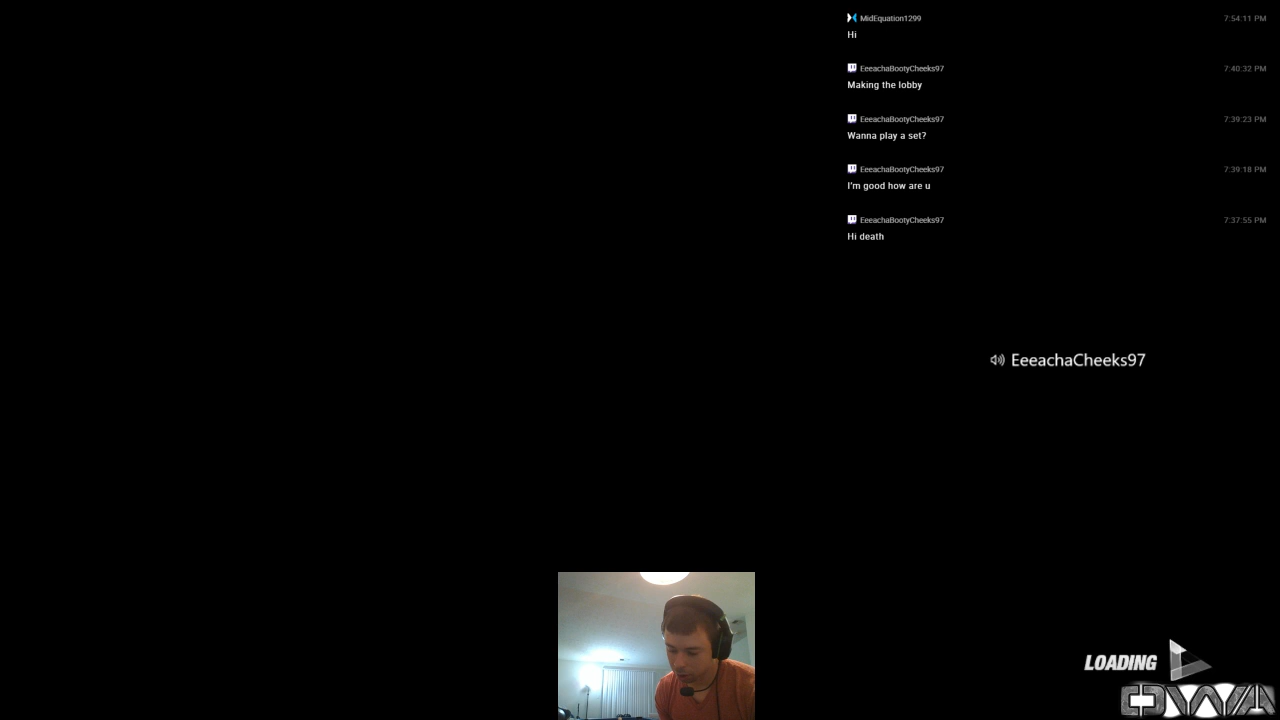 MidEquation1299 7:54:11 PM
Hi
EeeachaBootyCheeks97 7:40:32 PM
Making the lobby
EeeachaBootyCheeks97 7:39:23 PM
Wanna play a set?
EeeachaBootyCheeks97 7:39:18 PM
I'm good how are u
EeeachaBootyCheeks97 7:37:55 PM
Hi death
EeeachaCheeks97
LOADING